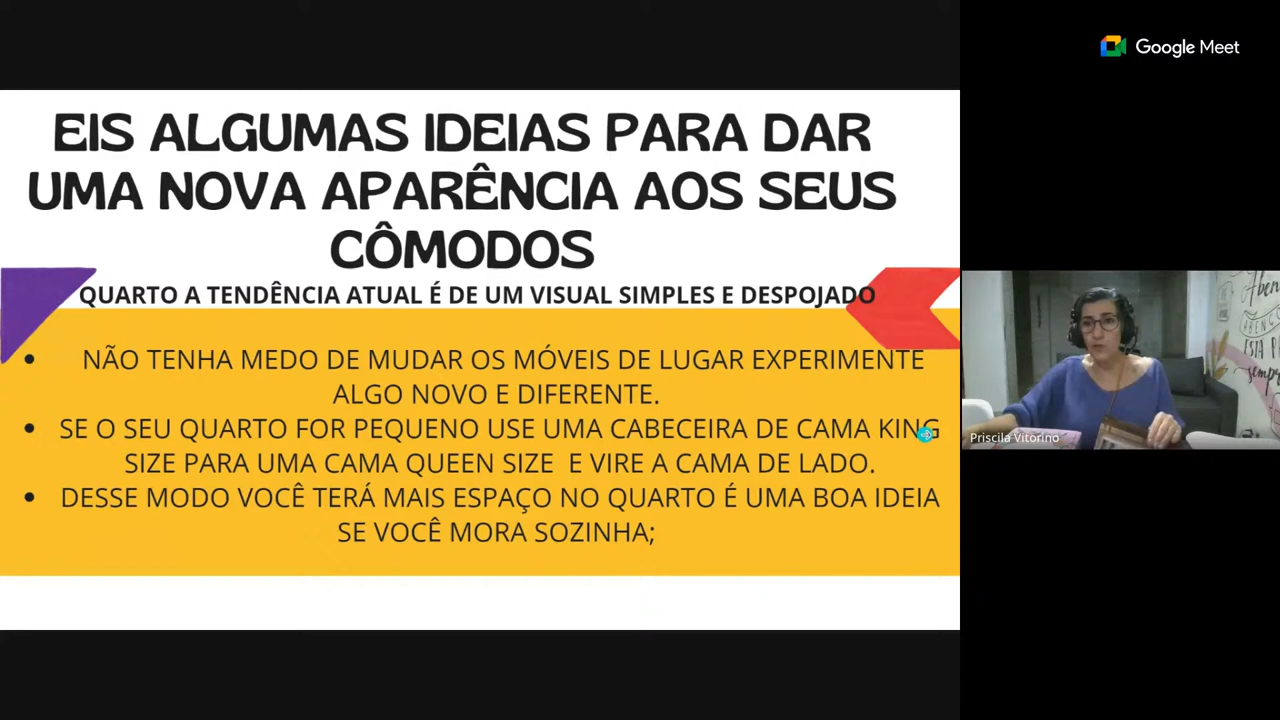 EIS ALGUMAS IDEIAS PARA DAR
UMA NOVA APARÊNCIA AOS SEUS
CÔMODOS
QUARTO A TENDÊNCIA ATUAL É DE UM VISUAL SIMPLES E DESPOJADO
• NÃO TENHA MEDO DE MUDAR OS MÓVEIS DE LUGAR EXPERIMENTE
ALGO NOVO E DIFERENTE.
• SE O SEU QUARTO FOR PEQUENO USE UMA CABECEIRA DE CAMA KING
SIZE PARA UMA CAMA QUEEN SIZE E VIRE A CAMA DE LADO.
• DESSE MODO VOCÊ TERÁ MAIS ESPAÇO NO QUARTO É UMA BOA IDEIA
SE VOCÊ MORA SOZINHA;
Google Meet
Priscila Vitorino